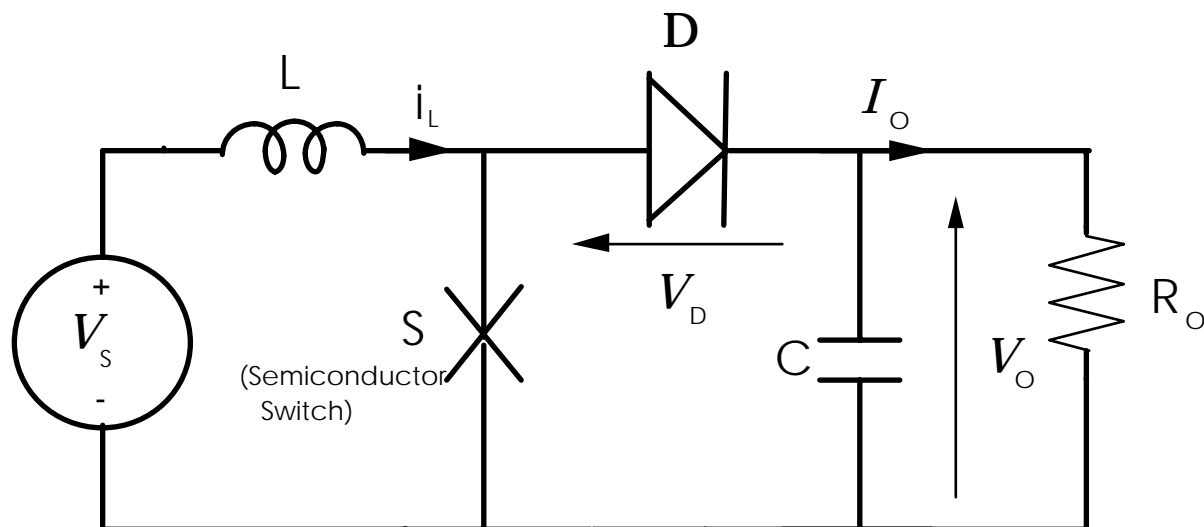 D
L
i_L
I_O
+
V_S
-
S
(Semiconductor
Switch)
V_D
C
V_O
R_O